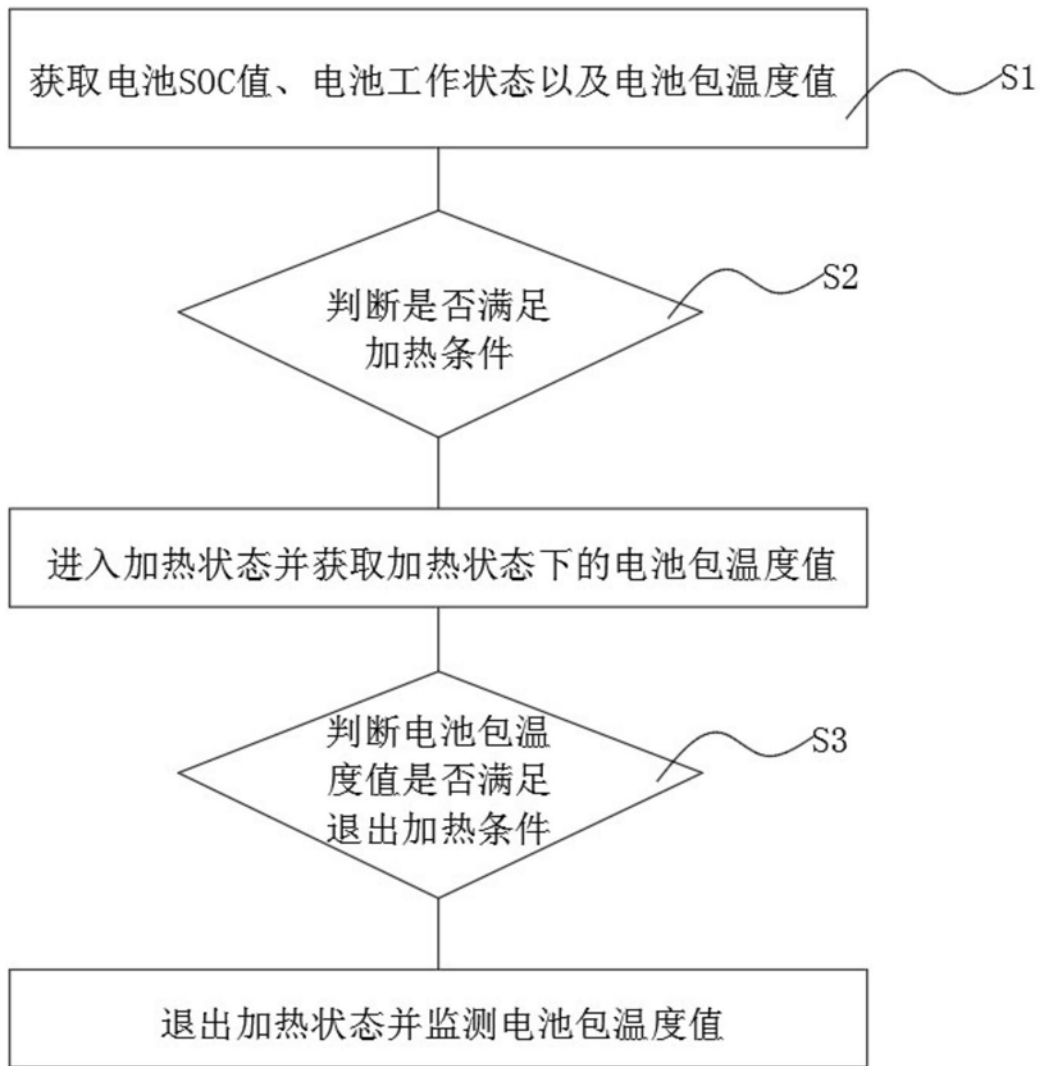 获取电池SOC值、电池工作状态以及电池包温度值
S1
判断是否满足
加热条件
S2
进入加热状态并获取加热状态下的电池包温度值
判断电池包温
度值是否满足
退出加热条件
S3
退出加热状态并监测电池包温度值